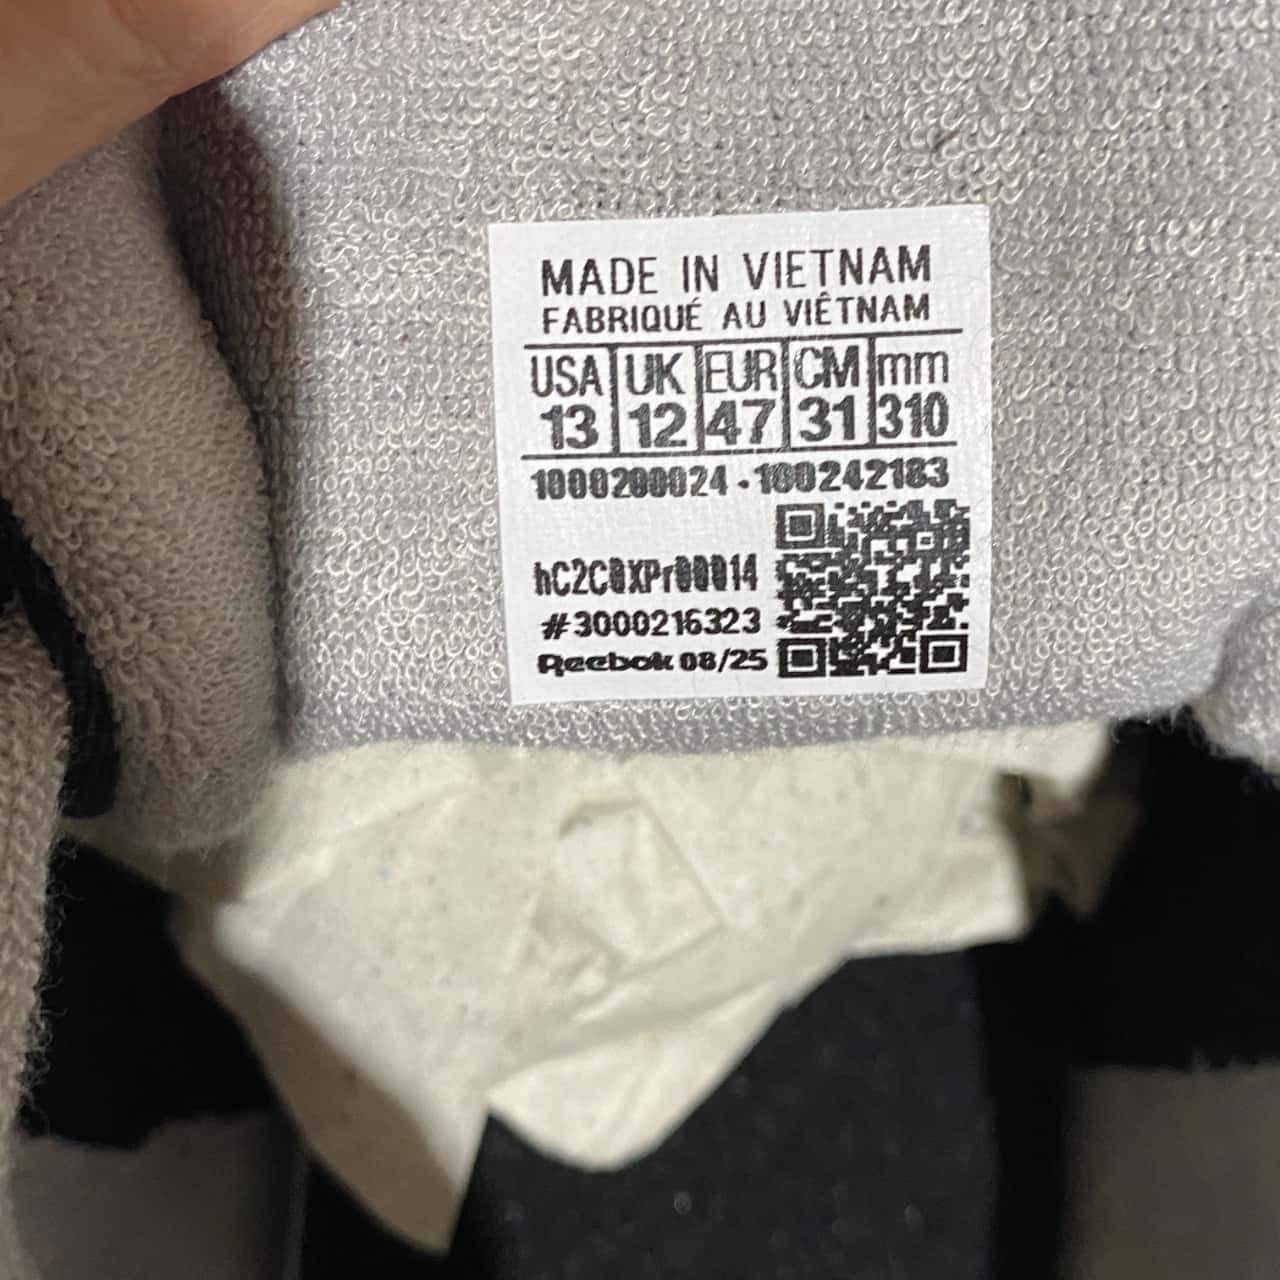 MADE IN VIETNAM
FABRIQUÉ AU VIÊTNAM
USA UK EUR CM mm
13 12 47 31 310
1000200024 - 100242183
hC2C0XPr00014
#3000216323
Reebok 08/25